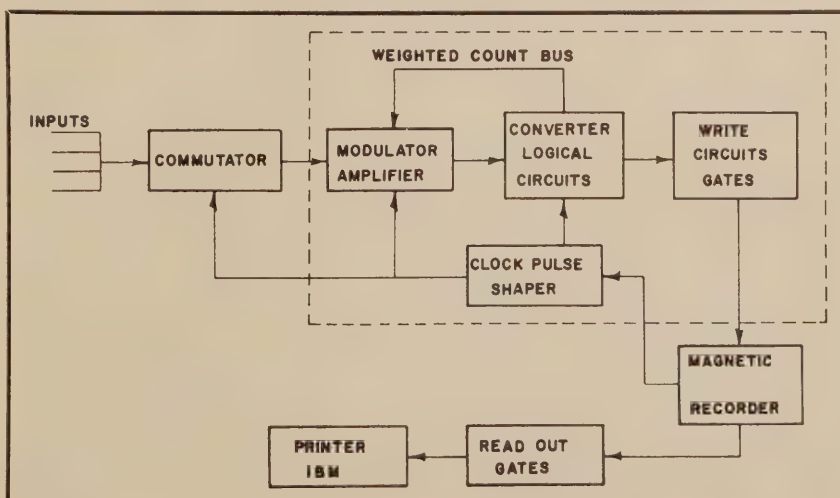 WEIGHTED COUNT BUS
INPUTS
COMMUTATOR
MODULATOR
AMPLIFIER
CONVERTER
LOGICAL
CIRCUITS
WRITE
CIRCUITS
GATES
CLOCK PULSE
SHAPER
MAGNETIC
RECORDER
PRINTER
IBM
READ OUT
GATES